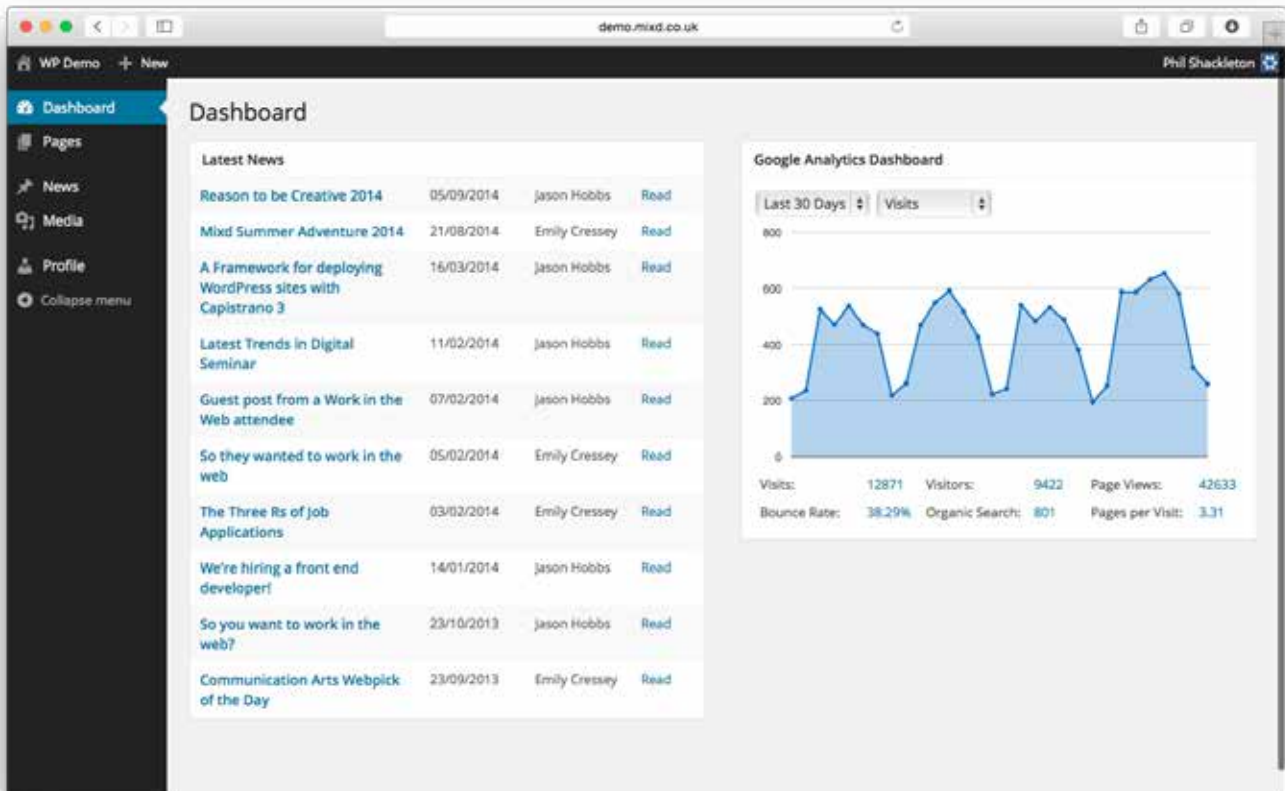 demo.mixd.co.uk
WP Demo + New
Phil Shackleton
Dashboard
Pages
News
Media
Profile
Collapse menu
Dashboard
Latest News
Reason to be Creative 2014 05/09/2014 Jason Hobbs Read
Mixd Summer Adventure 2014 21/08/2014 Emily Cressey Read
A Framework for deploying 16/03/2014 Jason Hobbs Read
WordPress sites with
Capistrano 3
Latest Trends in Digital 11/02/2014 Jason Hobbs Read
Seminar
Guest post from a Work in the 07/02/2014 Jason Hobbs Read
Web attendee
So they wanted to work in the 05/02/2014 Emily Cressey Read
web
The Three Rs of Job 03/02/2014 Emily Cressey Read
Applications
We're hiring a front end 14/01/2014 Jason Hobbs Read
developer!
So you want to work in the 23/10/2013 Jason Hobbs Read
web?
Communication Arts Webpick 23/09/2013 Emily Cressey Read
of the Day
Google Analytics Dashboard
Last 30 Days Visits
800
600
400
200
0
Visits: 12871 Visitors: 9422 Page Views: 42633
Bounce Rate: 38.29% Organic Search: 801 Pages per Visit: 3.31